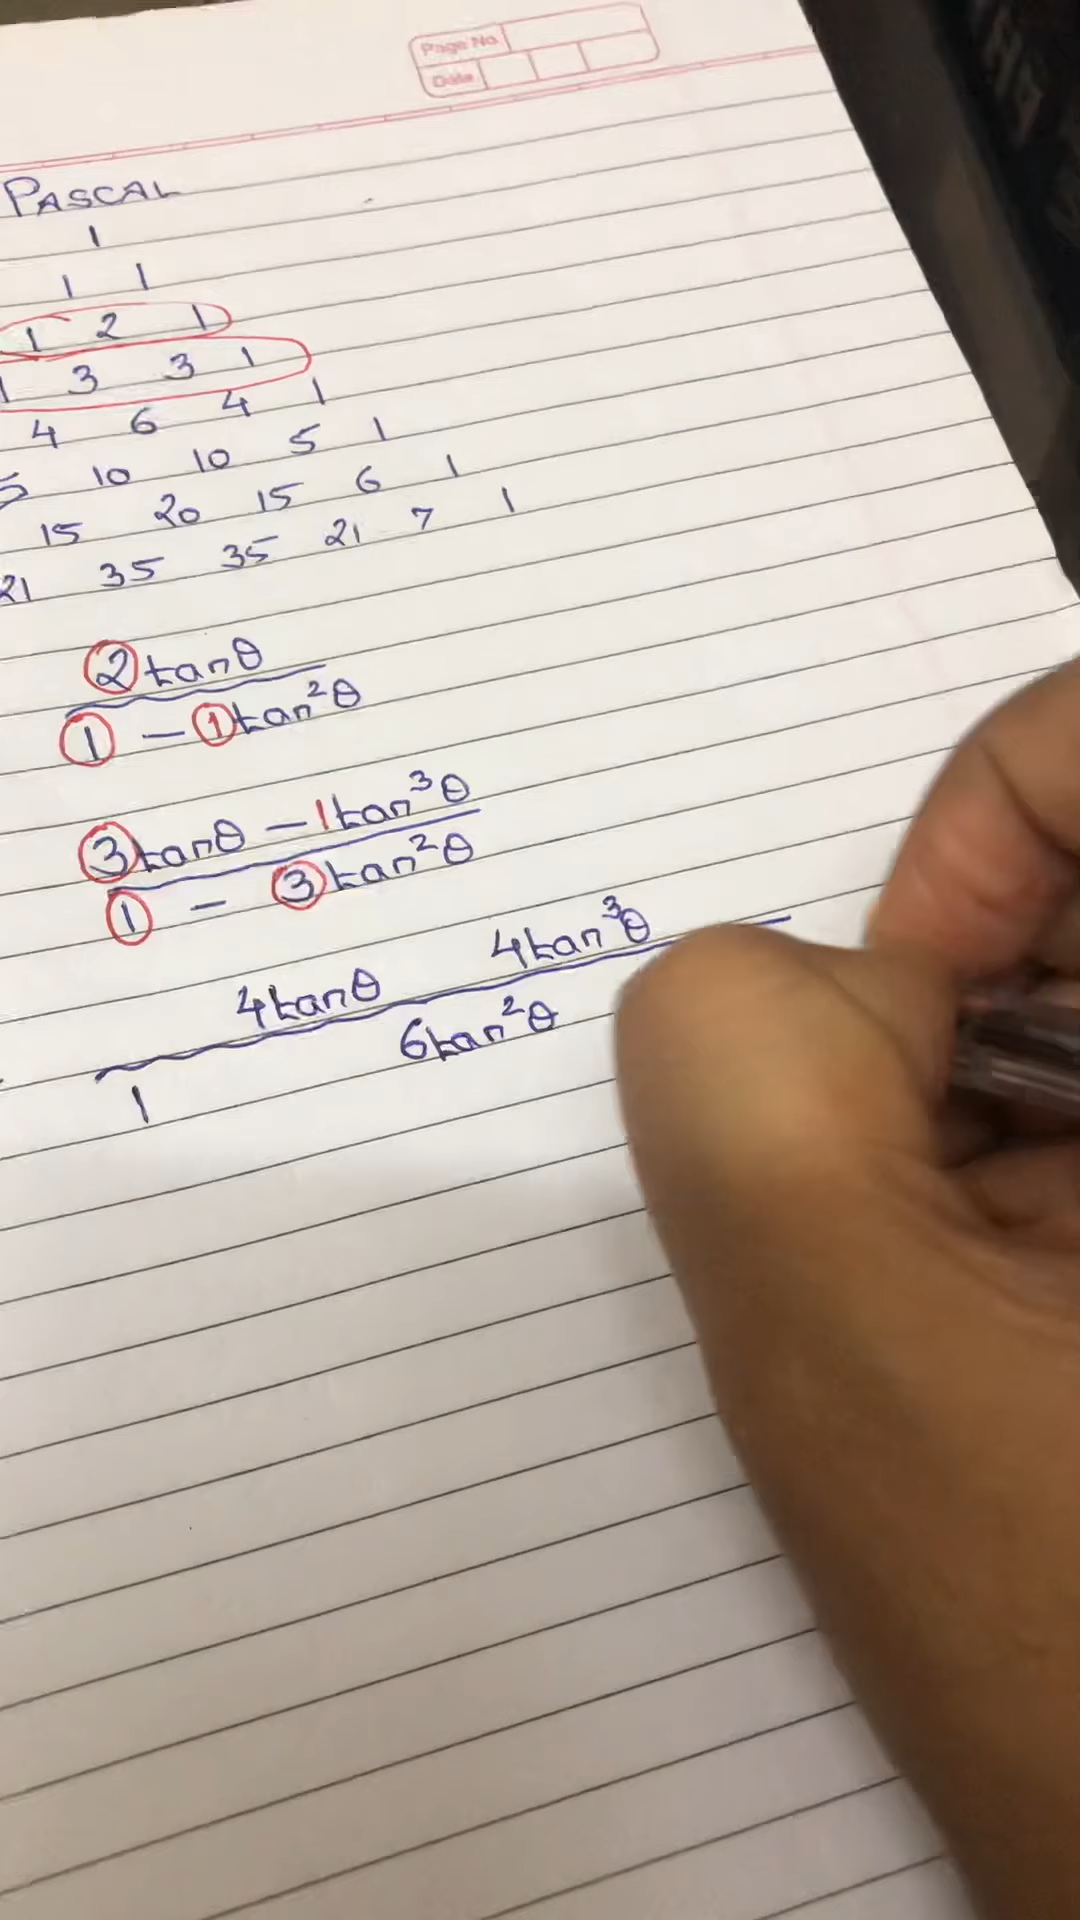 Page No
Date
PASCAL
1
1 1
1 2 1
1 3 3 1
4 6 4 1
5 10 10 5 1
15 20 15 6 1
21 35 35 21 7 1
2tanθ
1 - 1tan²θ
3tanθ - 1tan³θ
1 - 3tan²θ
4tanθ 4tan³θ
1 6tan²θ